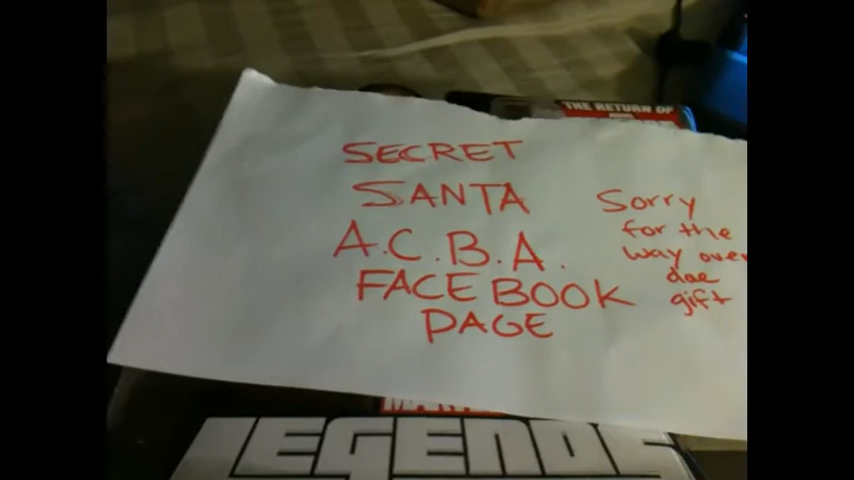 THE RETURN OF
SECRET
SANTA
A.C.B.A.
FACEBOOK
PAGE
Sorry
for the
way over
doe
gift
LEGENDS